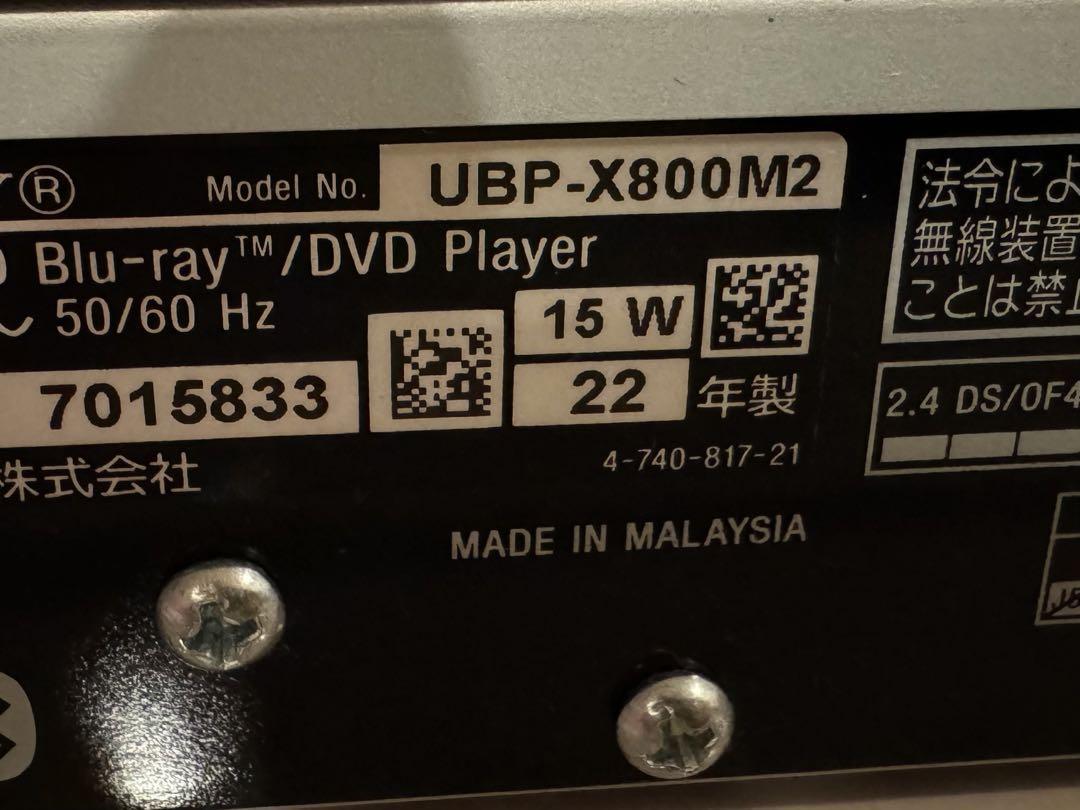 Y® Model No. UBP-X800M2
Blu-ray™/DVD Player
~ 50/60 Hz
15 W
7015833
22 年製
4-740-817-21
株式会社
MADE IN MALAYSIA
法令によ
無線装置
ことは禁止
2.4 DS/OF4